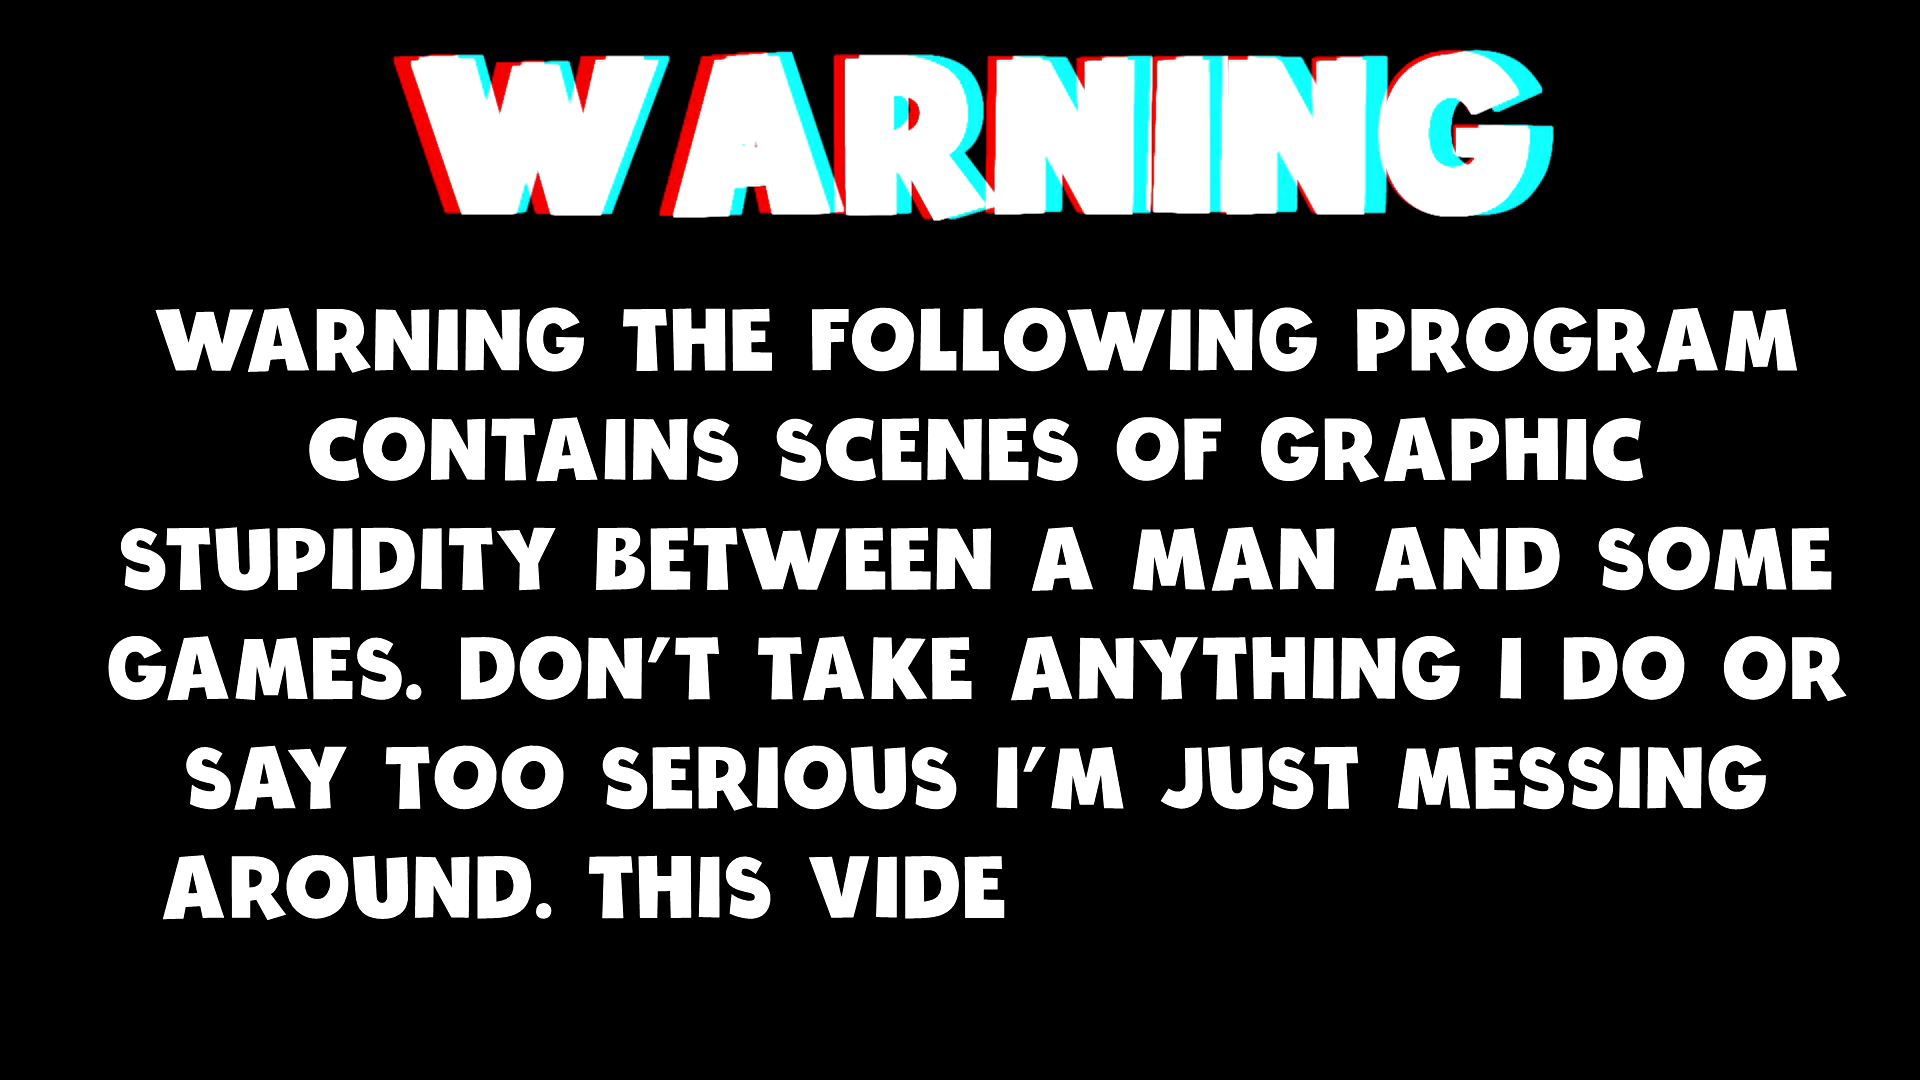 WARNING
WARNING THE FOLLOWING PROGRAM
CONTAINS SCENES OF GRAPHIC
STUPIDITY BETWEEN A MAN AND SOME
GAMES. DON'T TAKE ANYTHING I DO OR
SAY TOO SERIOUS I'M JUST MESSING
AROUND. THIS VIDE